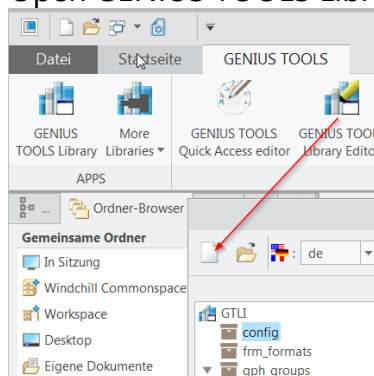 Open GENIUS TOOLS Libr
Datei Startseite GENIUS TOOLS
GENIUS TOOLS Library
More Libraries
GENIUS TOOLS Quick Access editor
GENIUS TOO Library Edito
APPS
... Ordner-Browser
Gemeinsame Ordner
: de
In Sitzung
Windchill Commonspace
Workspace
Desktop
Eigene Dokumente
GTLI
config
frm_formats
gph_groups